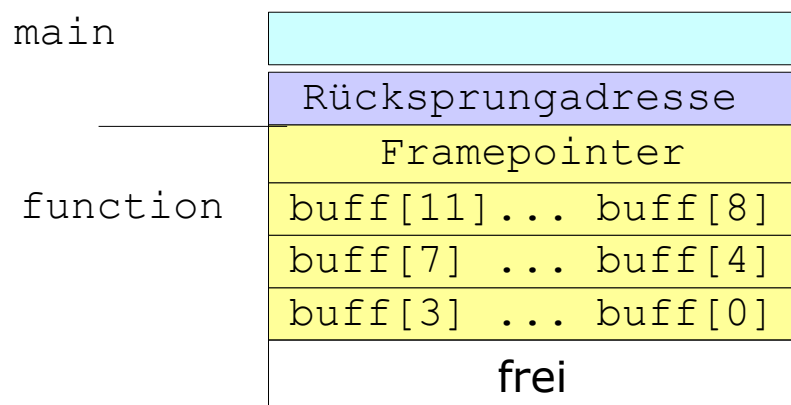 main
Rücksprungadresse
Framepointer
function
buff[11]... buff[8]
buff[7] ... buff[4]
buff[3] ... buff[0]
frei